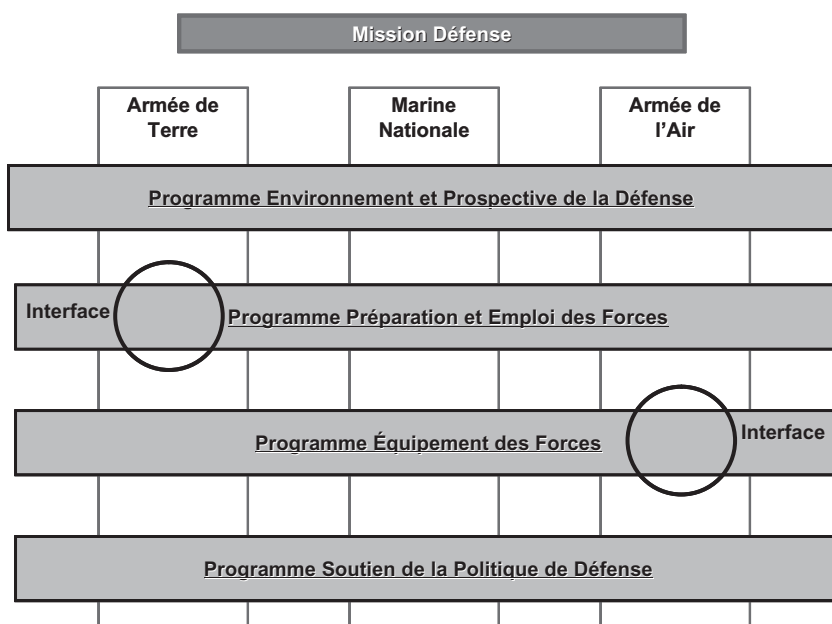 Mission Défense
Armée de
Terre
Marine
Nationale
Armée de
l'Air
Programme Environnement et Prospective de la Défense
Interface
Programme Préparation et Emploi des Forces
Programme Équipement des Forces
Interface
Programme Soutien de la Politique de Défense